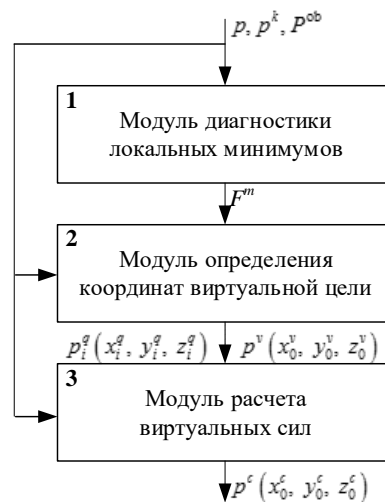 p, p^k, P^ob
1
Модуль диагностики
локальных минимумов
F^m
2
Модуль определения
координат виртуальной цели
p_i^q (x_i^q, y_i^q, z_i^q) p^v (x_0^v, y_0^v, z_0^v)
3
Модуль расчета
виртуальных сил
p^c (x_0^c, y_0^c, z_0^c)